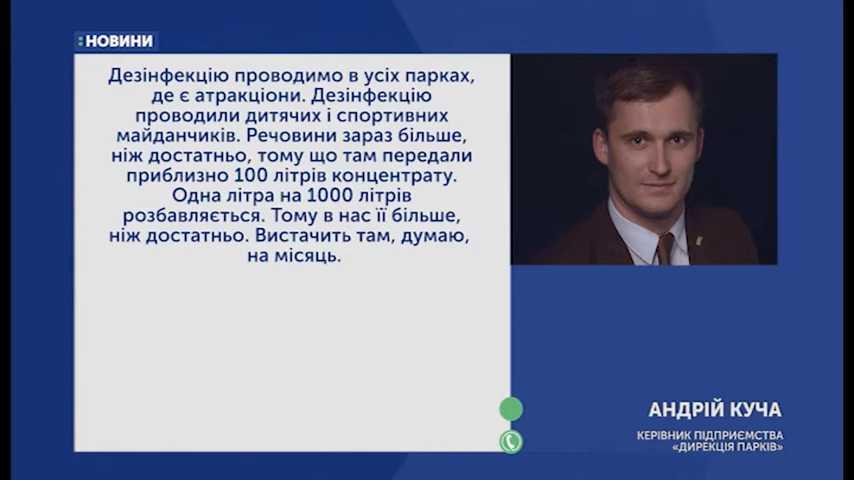 :НОВИНИ
Дезінфекцію проводимо в усіх парках,
де є атракціони. Дезінфекцію
проводили дитячих і спортивних
майданчиків. Речовини зараз більше,
ніж достатньо, тому що там передали
приблизно 100 літрів концентрату.
Одна літра на 1000 літрів
розбавляється. Тому в нас її більше,
ніж достатньо. Вистачить там, думаю,
на місяць.
АНДРІЙ КУЧА
КЕРІВНИК ПІДПРИЄМСТВА
«ДИРЕКЦІЯ ПАРКІВ»